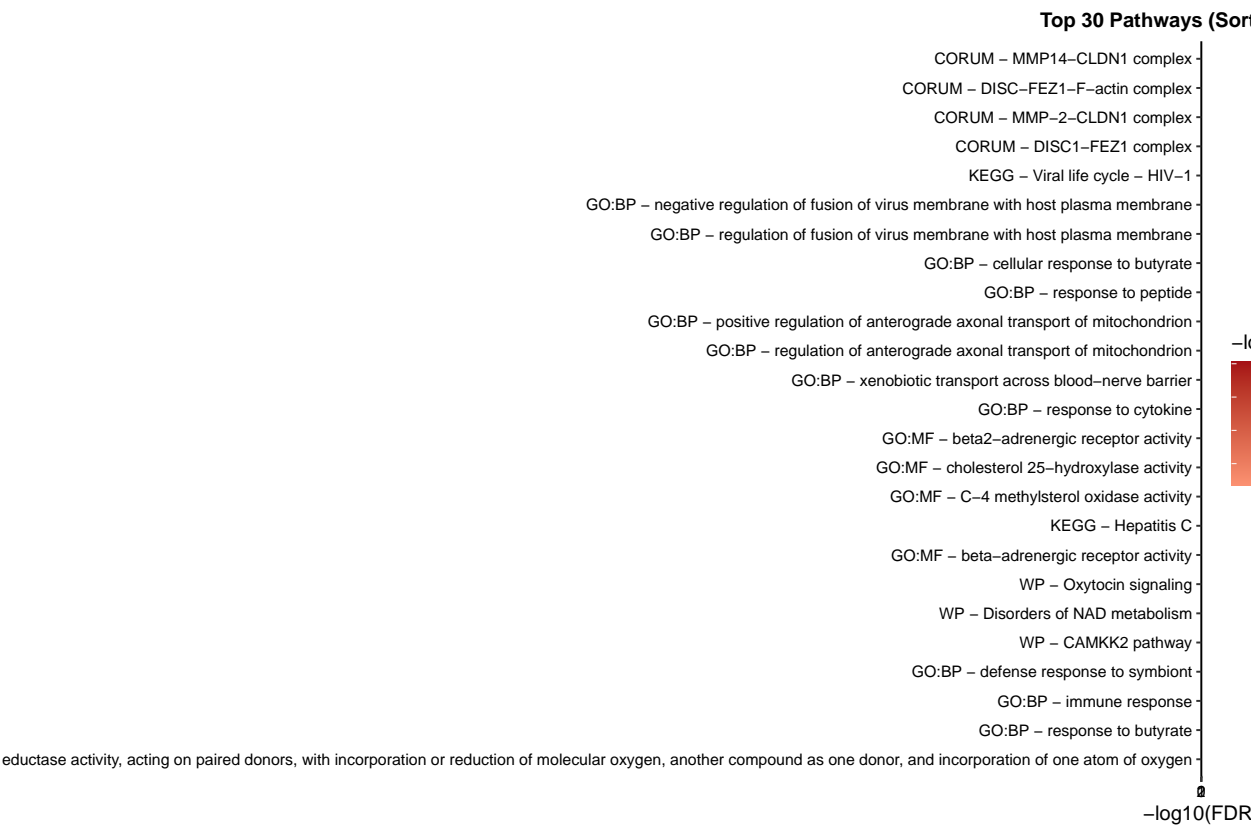 Top 30 Pathways (Sort
CORUM − MMP14−CLDN1 complex
CORUM − DISC−FEZ1−F−actin complex
CORUM − MMP−2−CLDN1 complex
CORUM − DISC1−FEZ1 complex
KEGG − Viral life cycle − HIV−1
GO:BP − negative regulation of fusion of virus membrane with host plasma membrane
GO:BP − regulation of fusion of virus membrane with host plasma membrane
GO:BP − cellular response to butyrate
GO:BP − response to peptide
GO:BP − positive regulation of anterograde axonal transport of mitochondrion
−lo
GO:BP − regulation of anterograde axonal transport of mitochondrion
GO:BP − xenobiotic transport across blood−nerve barrier
GO:BP − response to cytokine
GO:MF − beta2−adrenergic receptor activity
GO:MF − cholesterol 25−hydroxylase activity
GO:MF − C−4 methylsterol oxidase activity
KEGG − Hepatitis C
GO:MF − beta−adrenergic receptor activity
WP − Oxytocin signaling
WP − Disorders of NAD metabolism
WP − CAMKK2 pathway
GO:BP − defense response to symbiont
GO:BP − immune response
GO:BP − response to butyrate
eductase activity, acting on paired donors, with incorporation or reduction of molecular oxygen, another compound as one donor, and incorporation of one atom of oxygen
−log10(FDR